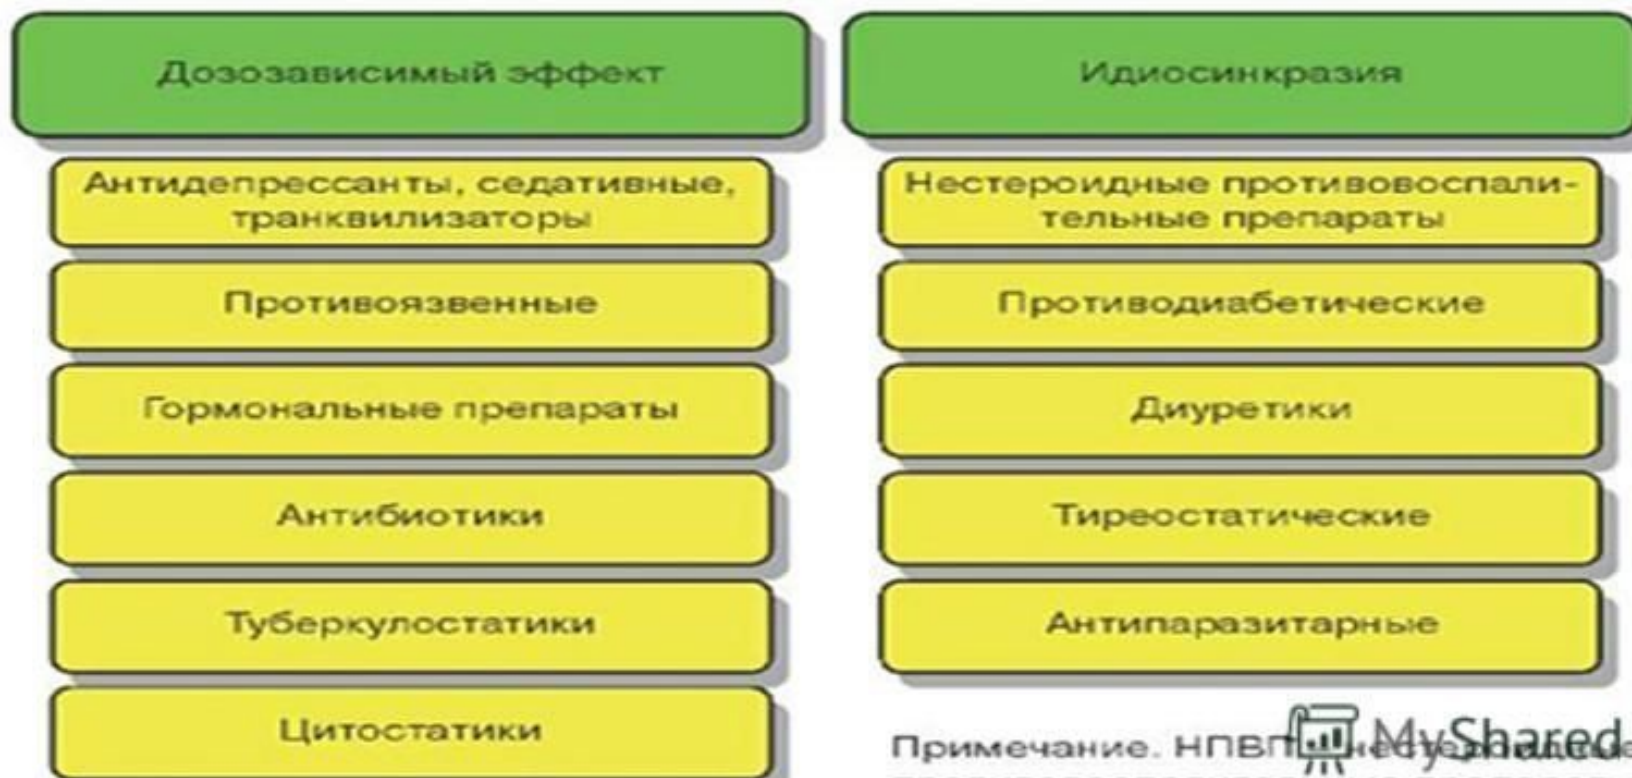 Дозозависимый эффект
Антидепрессанты, седативные,
транквилизаторы
Противоязвенные
Гормональные препараты
Антибиотики
Туберкулостатики
Цитостатики
Идиосинкразия
Нестероидные противовоспали-
тельные препараты
Противодиабетические
Диуретики
Тиреостатические
Антипаразитарные
Примечание. НПВП
MyShared